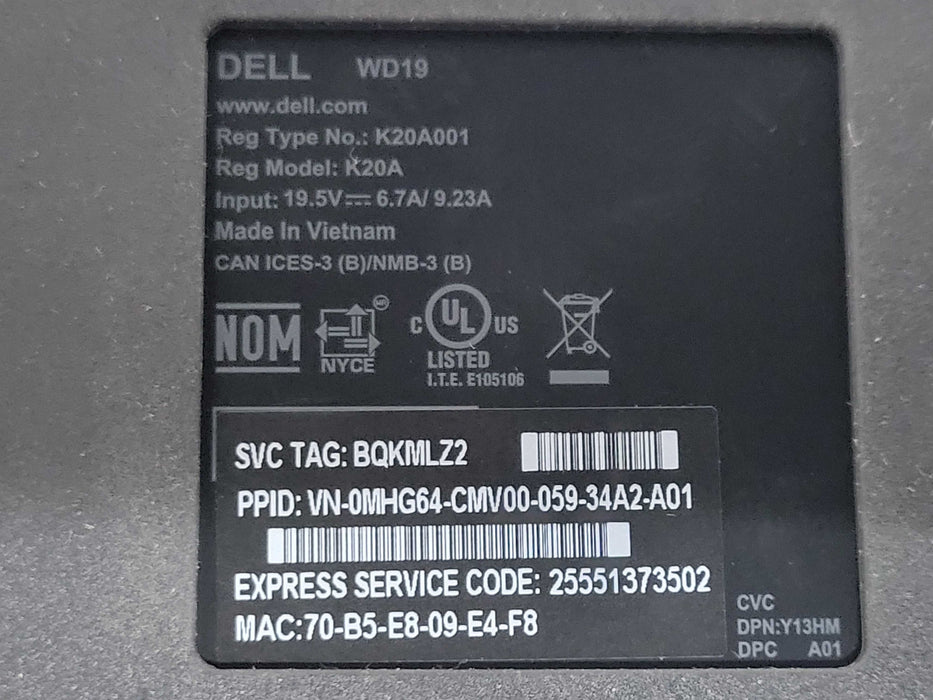 DELL WD19
www.dell.com
Reg Type No.: K20A001
Reg Model: K20A
Input: 19.5V⎓ 6.7A/ 9.23A
Made In Vietnam
CAN ICES-3 (B)/NMB-3 (B)
NOM
NYCE
MR
C UL US
LISTED
I.T.E. E105106
SVC TAG: BQKMLZ2
PPID: VN-0MHG64-CMV00-059-34A2-A01
EXPRESS SERVICE CODE: 25551373502
MAC:70-B5-E8-09-E4-F8
CVC
DPN:Y13HM
DPC A01